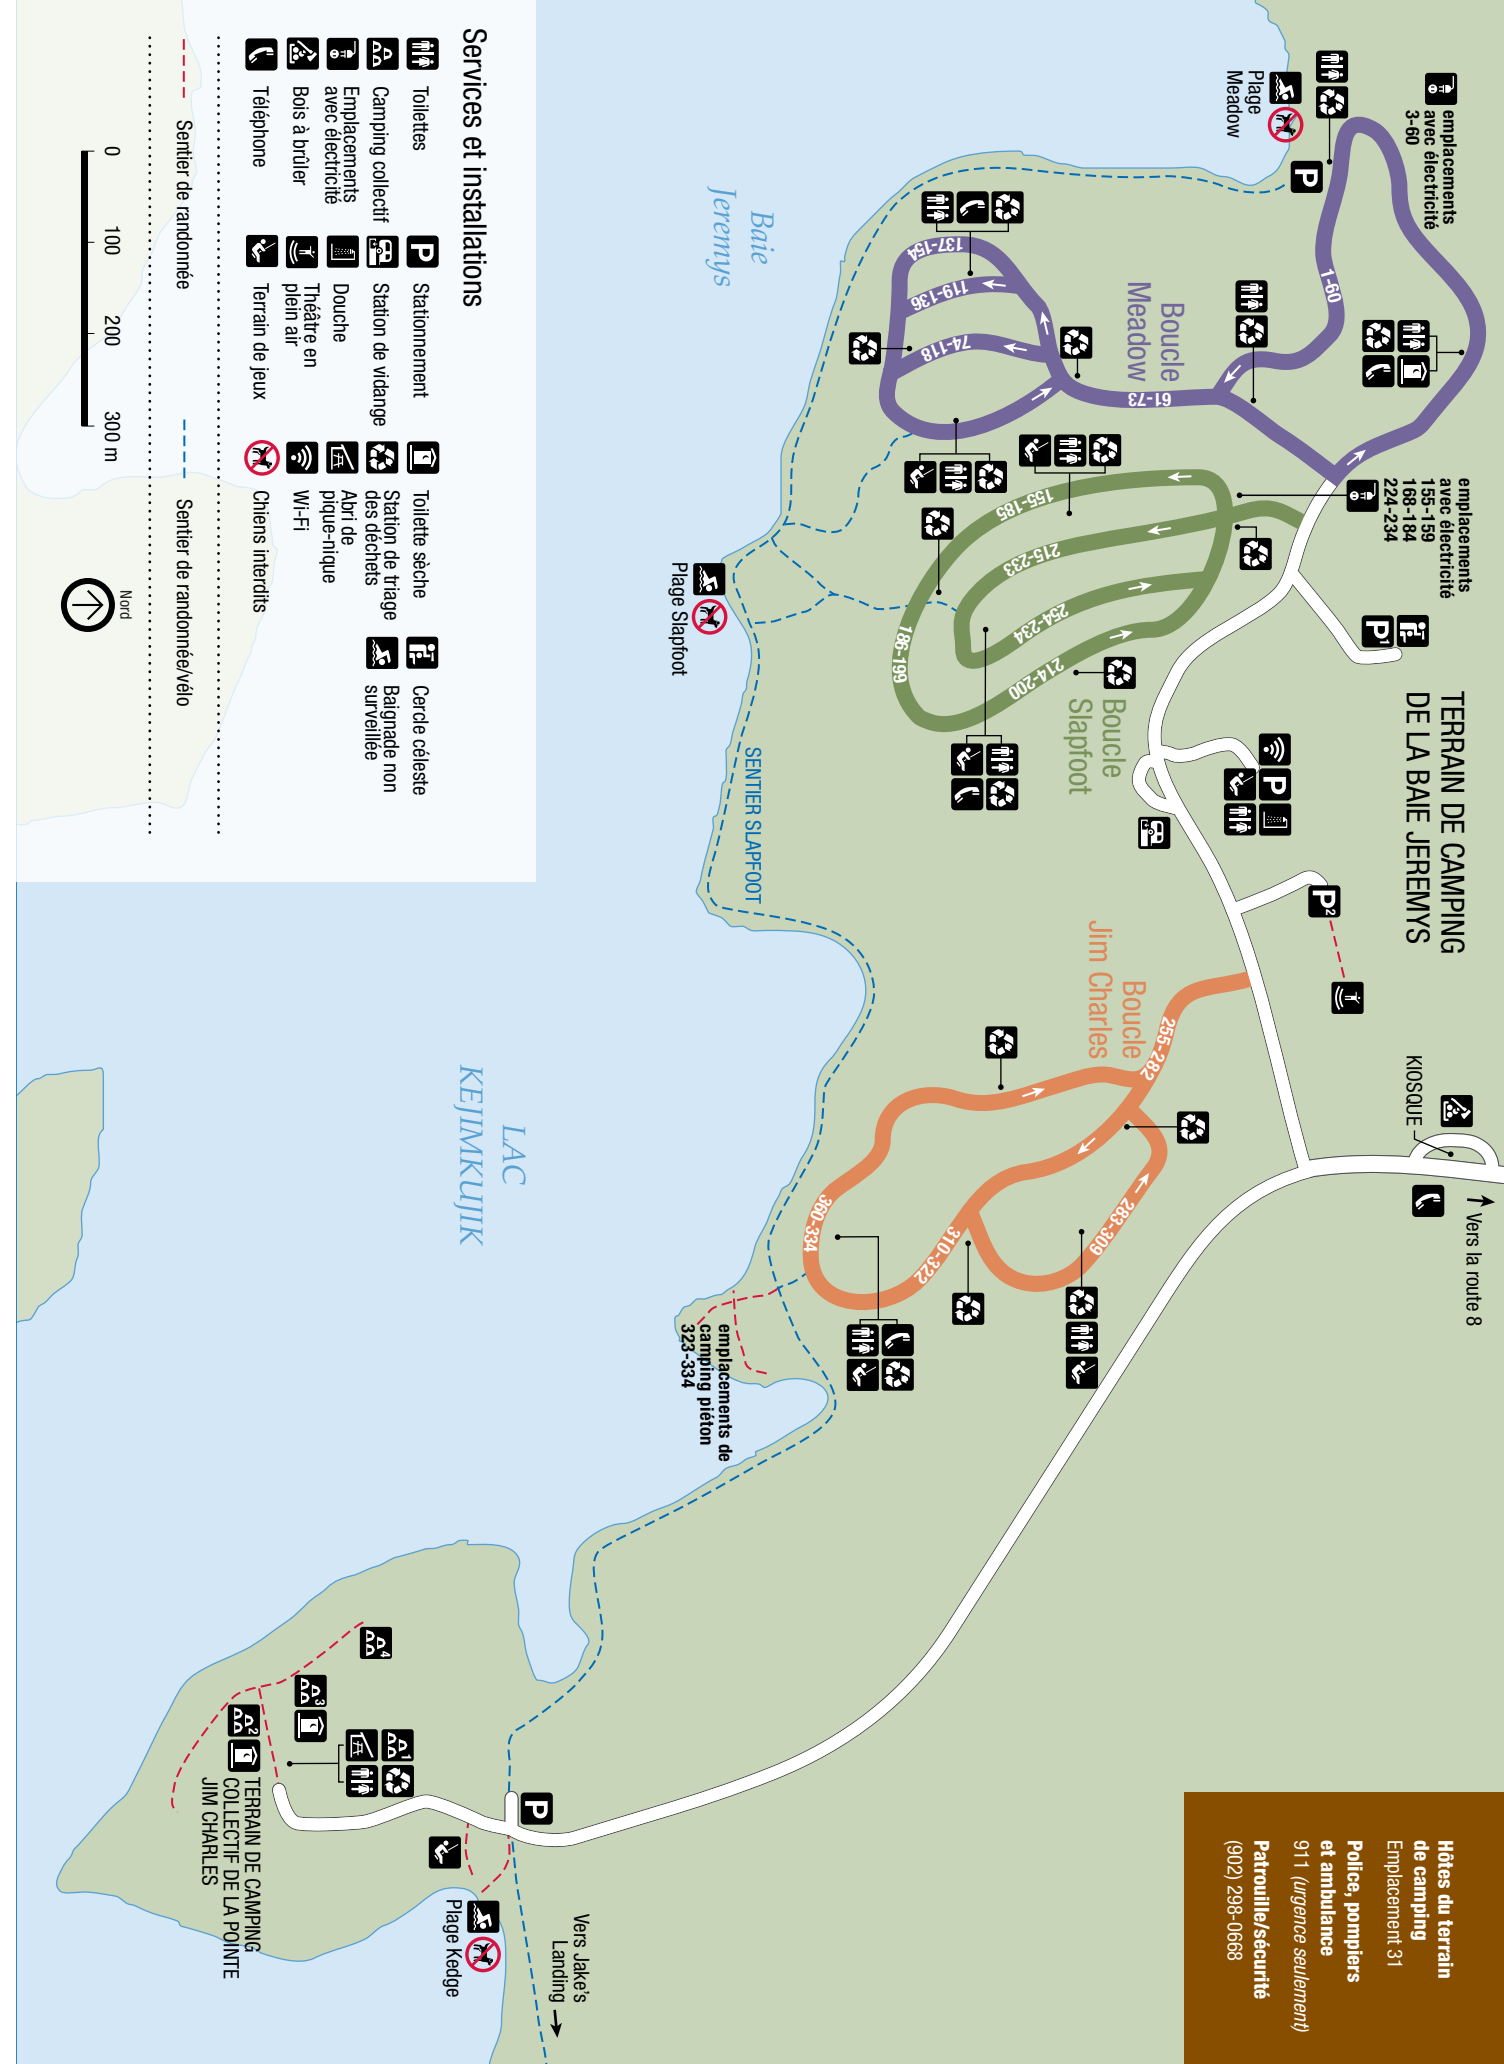 TERRAIN DE CAMPING
DE LA BAIE JEREMYS
emplacements
avec électricité
3-60
Plage
Meadow
P
1-60
Boucle
Meadow
61-73
137-154
119-136
74-118
Baie
Jeremys
emplacements
avec électricité
155-159
168-184
224-234
P1
155-185
215-233
254-234
214-200
186-199
Boucle
Slapfoot
Plage Slapfoot
SENTIER SLAPFOOT
P
P2
Boucle
Jim Charles
255-282
283-309
310-322
360-334
KIOSQUE
Vers la route 8
emplacements de
camping piéton
323-334
LAC
KEJIMKUJIK
4
3
2
1
TERRAIN DE CAMPING
COLLECTIF DE LA POINTE
JIM CHARLES
P
Plage Kedge
Vers Jake's
Landing
Hôtes du terrain
de camping
Emplacement 31
Police, pompiers
et ambulance
911 (urgence seulement)
Patrouille/sécurité
(902) 298-0668
Services et installations
Toilettes
Camping collectif
Emplacements
avec électricité
Bois à brûler
Téléphone
P
Stationnement
Station de vidange
Douche
Théâtre en
plein air
Terrain de jeux
Toilette sèche
Station de triage
des déchets
Abri de
pique-nique
Wi-Fi
Chiens interdits
Cercle céleste
Baignade non
surveillée
Sentier de randonnée
Sentier de randonnée/vélo
0 100 200 300 m
Nord